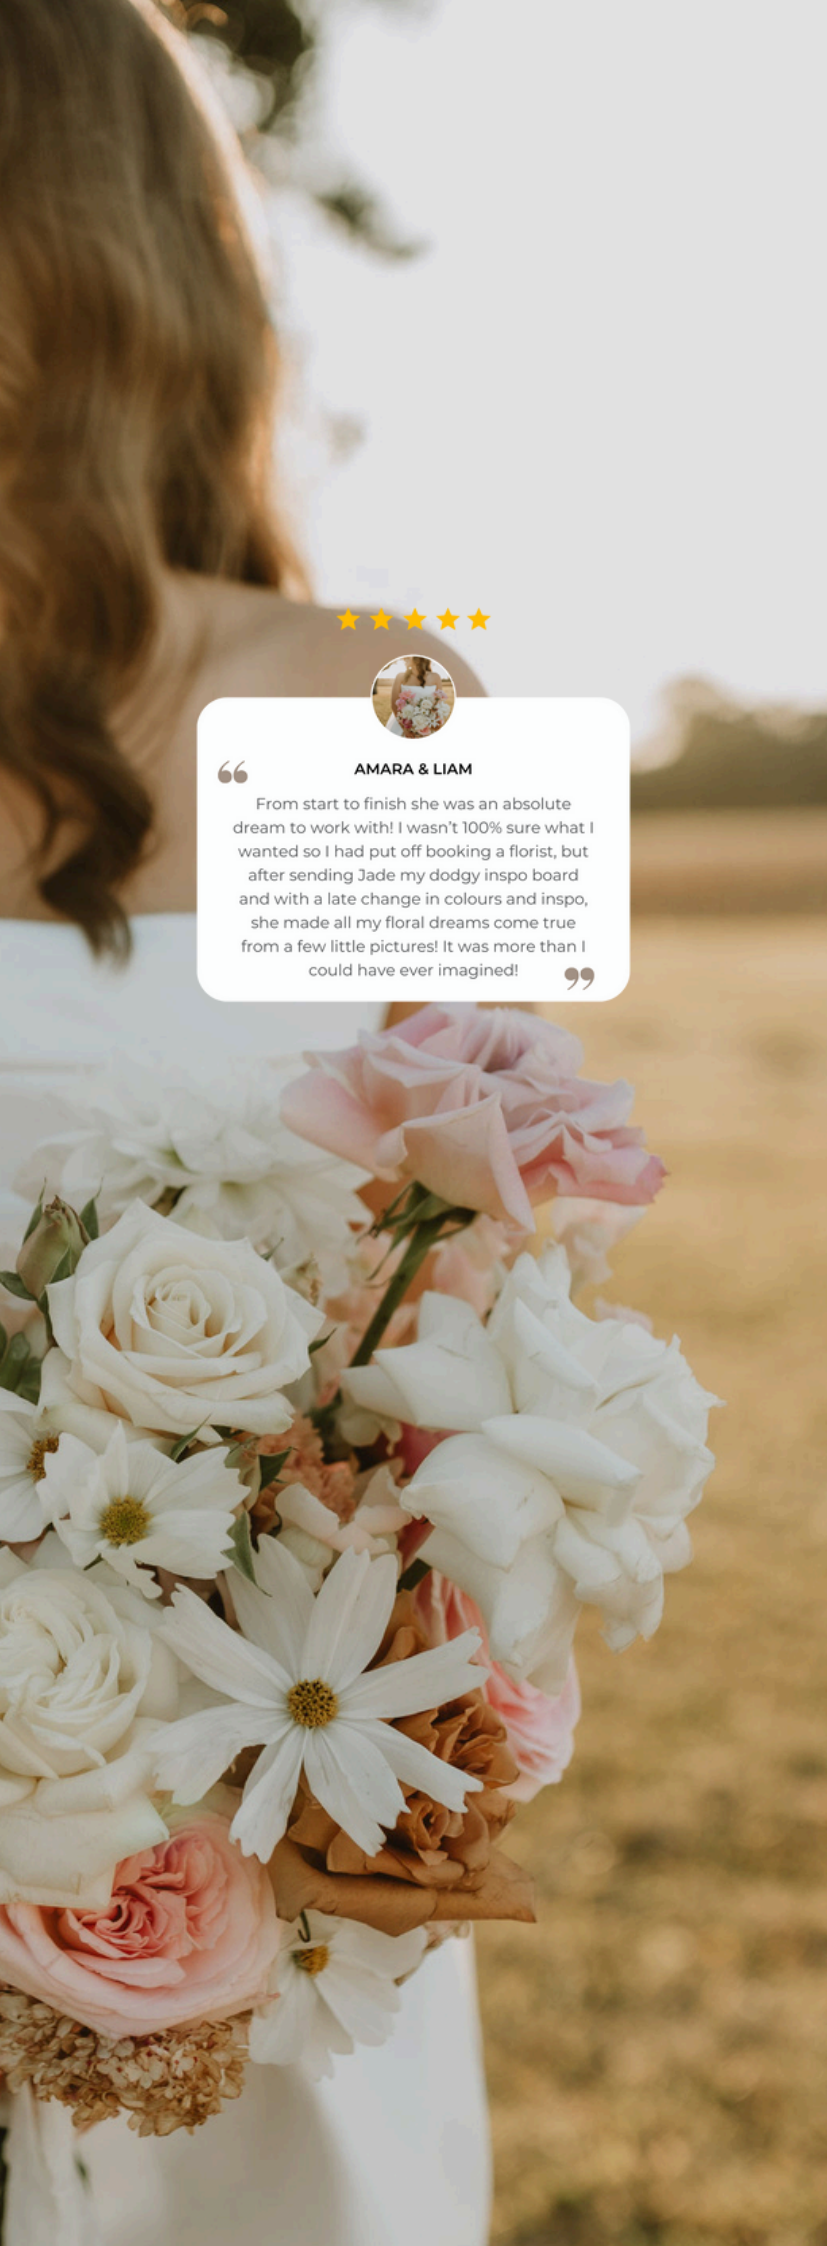 AMARA & LIAM
“
From start to finish she was an absolute
dream to work with! I wasn’t 100% sure what I
wanted so I had put off booking a florist, but
after sending Jade my dodgy inspo board
and with a late change in colours and inspo,
she made all my floral dreams come true
from a few little pictures! It was more than I
could have ever imagined!
”